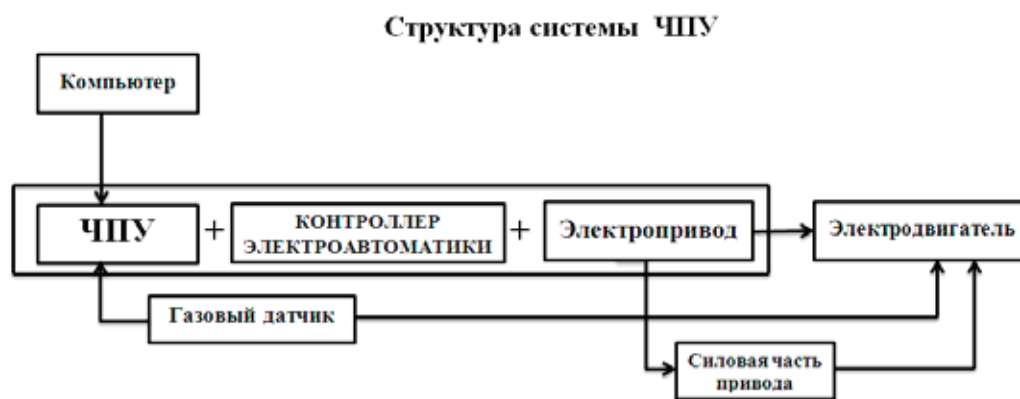 Структура системы ЧПУ
Компьютер
ЧПУ
+
КОНТРОЛЛЕР
ЭЛЕКТРОАВТОМАТИКИ
+
Электропривод
Электродвигатель
Газовый датчик
Силовая часть
привода